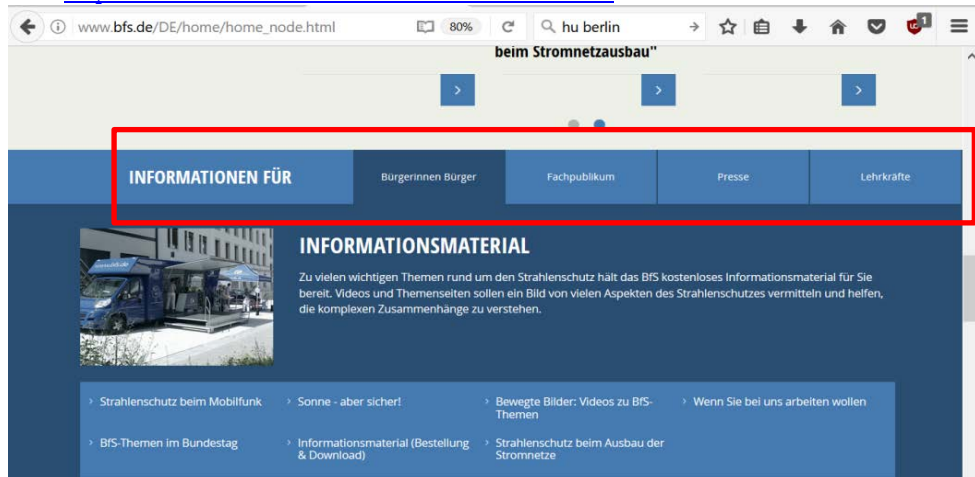 www.bfs.de/DE/home/home_node.html 80% hu berlin 1
beim Stromnetzausbau"
INFORMATIONEN FÜR Bürgerinnen Bürger Fachpublikum Presse Lehrkräfte
INFORMATIONSMATERIAL
Zu vielen wichtigen Themen rund um den Strahlenschutz hält das BfS kostenloses Informationsmaterial für Sie
bereit. Videos und Themenseiten sollen ein Bild von vielen Aspekten des Strahlenschutzes vermitteln und helfen,
die komplexen Zusammenhänge zu verstehen.
Strahlenschutz beim Mobilfunk
Sonne - aber sicher!
Bewegte Bilder: Videos zu BfS-
Themen
Wenn Sie bei uns arbeiten wollen
BfS-Themen im Bundestag
Informationsmaterial (Bestellung
& Download)
Strahlenschutz beim Ausbau der
Stromnetze